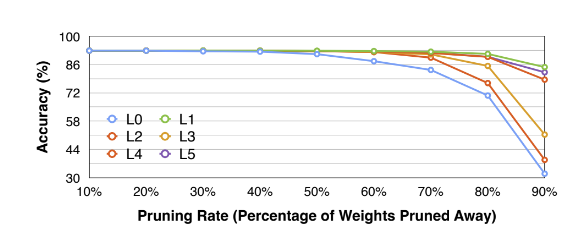 100
86
72
58
44
30
Accuracy (%)
L0 L1
L2 L3
L4 L5
10% 20% 30% 40% 50% 60% 70% 80% 90%
Pruning Rate (Percentage of Weights Pruned Away)